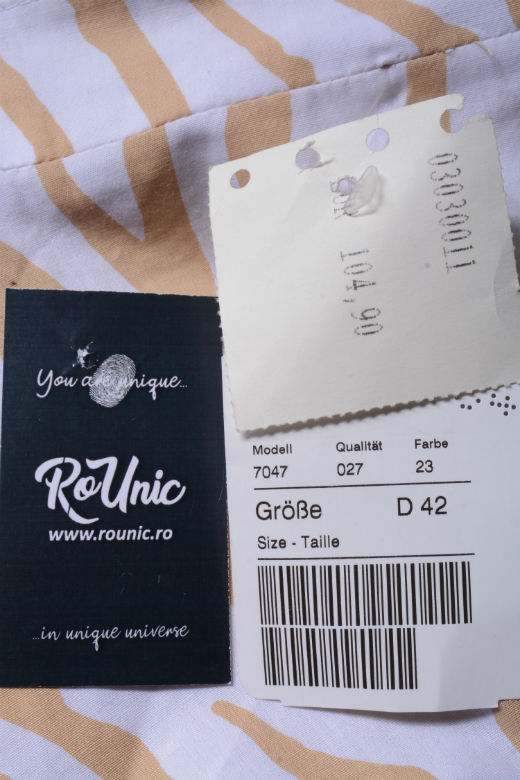 03030011
104,90
You are unique...
RoUnic
www.rounic.ro
...in unique universe
Modell Qualität Farbe
7047 027 23
Größe D 42
Size - Taille